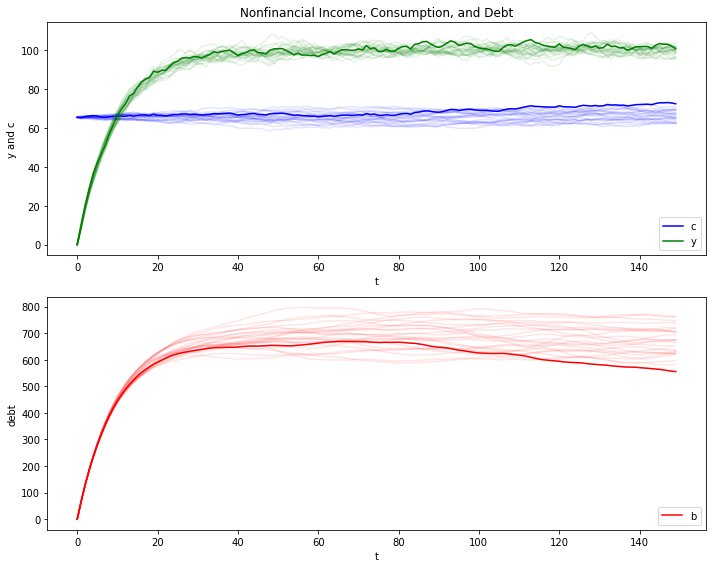 Nonfinancial Income, Consumption, and Debt
y and c
100
80
60
40
20
0
c
y
0 20 40 60 80 100 120 140
t
debt
800
700
600
500
400
300
200
100
0
b
0 20 40 60 80 100 120 140
t